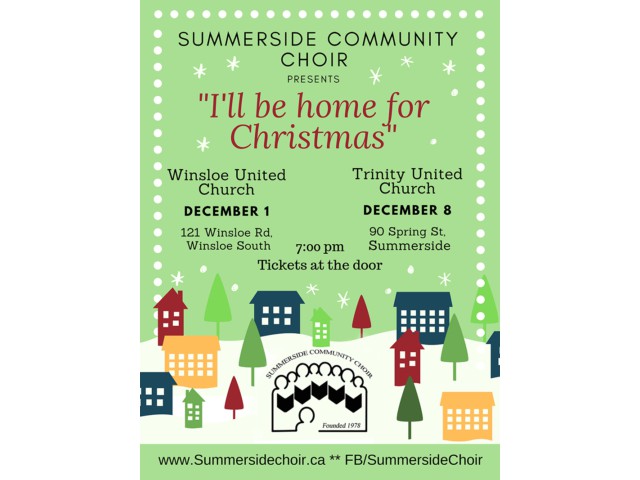 SUMMERSIDE COMMUNITY
CHOIR
PRESENTS
"I'll be home for
Christmas"
Winsloe United
Church
DECEMBER 1
121 Winsloe Rd,
Winsloe South
Trinity United
Church
DECEMBER 8
90 Spring St,
Summerside
7:00 pm
Tickets at the door
SUMMERSIDE COMMUNITY CHOIR
Founded 1978
www.Summersidechoir.ca ** FB/SummersideChoir